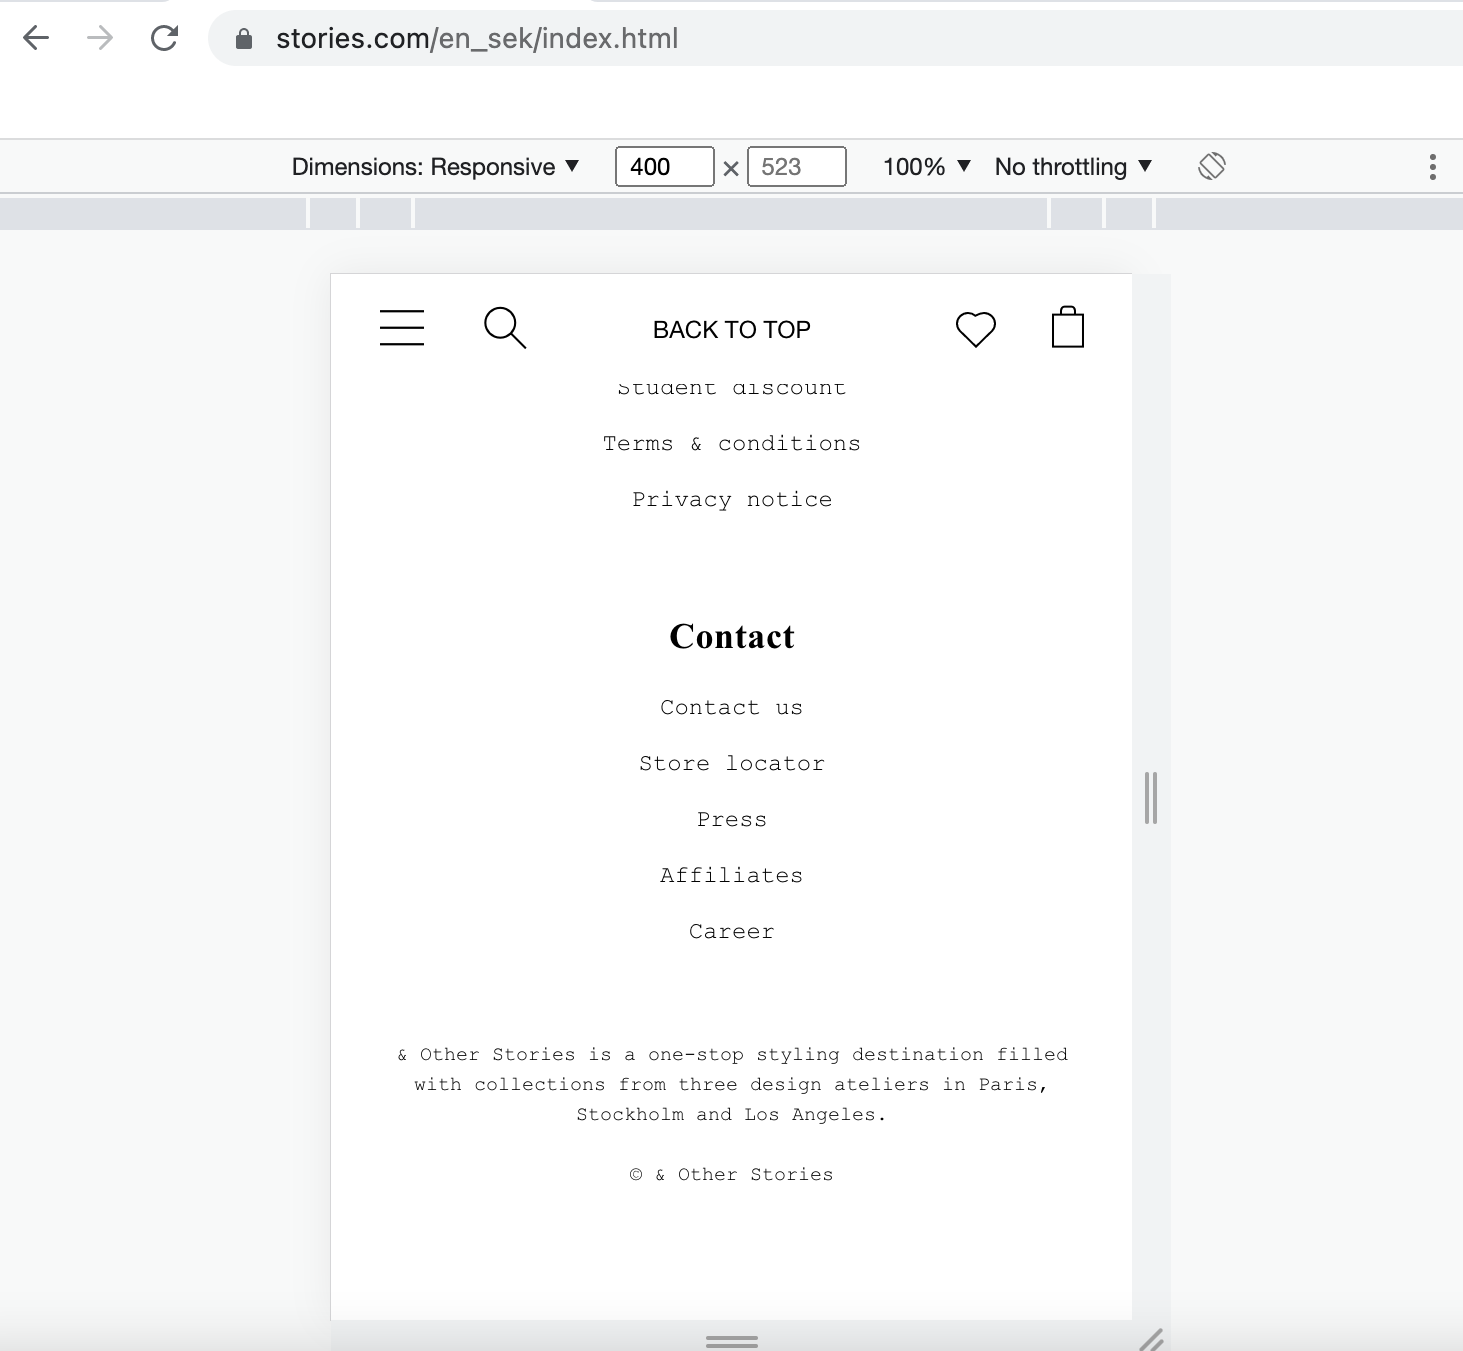 stories.com/en_sek/index.html
Dimensions: Responsive ▼ 400 × 523 100% ▼ No throttling ▼
BACK TO TOP
Student discount
Terms & conditions
Privacy notice
Contact
Contact us
Store locator
Press
Affiliates
Career
& Other Stories is a one-stop styling destination filled
with collections from three design ateliers in Paris,
Stockholm and Los Angeles.
© & Other Stories